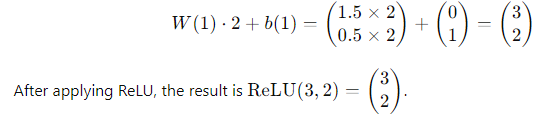 W(1) · 2 + b(1) = (1.5 × 2 0.5 × 2) + (0 1) = (3 2)
After applying ReLU, the result is ReLU(3, 2) = (3 2).